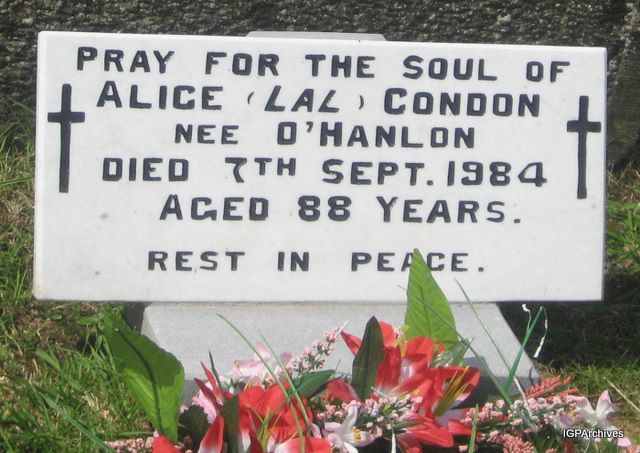 PRAY FOR THE SOUL OF
ALICE (LAL) CONDON
NEE O'HANLON
DIED 7TH SEPT. 1984
AGED 88 YEARS.
REST IN PEACE.
IGPArchives